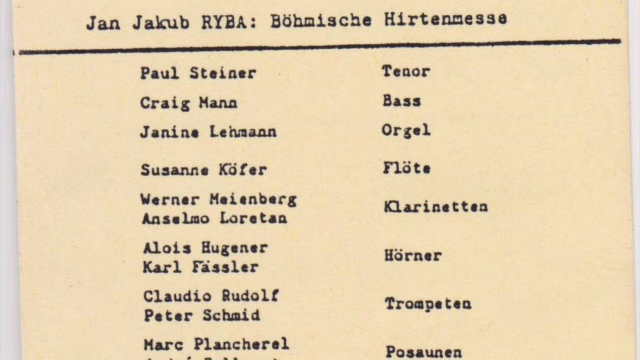 Jan Jakub RYBA: Böhmische Hirtenmesse
Paul Steiner Tenor
Craig Mann Bass
Janine Lehmann Orgel
Susanne Köfer Flöte
Werner Meienberg
Anselmo Loretan Klarinetten
Alois Hugener
Karl Fässler Hörner
Claudio Rudolf
Peter Schmid Trompeten
Marc Plancherel Posaunen